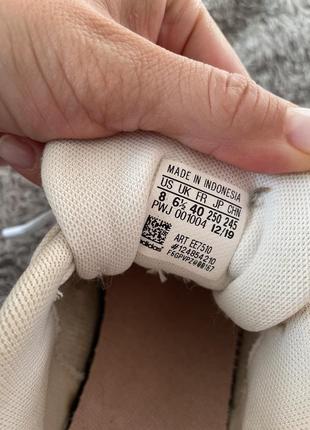 MADE IN INDONESIA
US UK FR JP CHN
8 6½ 40 250 245
PWJ 001004 12/19
ART EE7510
#124854210
adidas